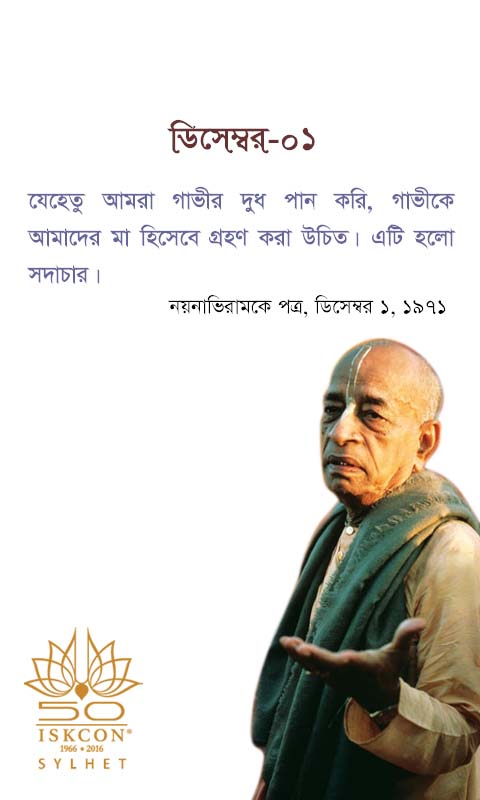 ডিসেম্বর-০১
যেহেতু আমরা গাভীর দুধ পান করি, গাভীকে
আমাদের মা হিসেবে গ্রহণ করা উচিত। এটি হলো
সদাচার।
নয়নাভিরামকে পত্র, ডিসেম্বর ১, ১৯৭১
50
ISKCON®
1966 • 2016
SYLHET